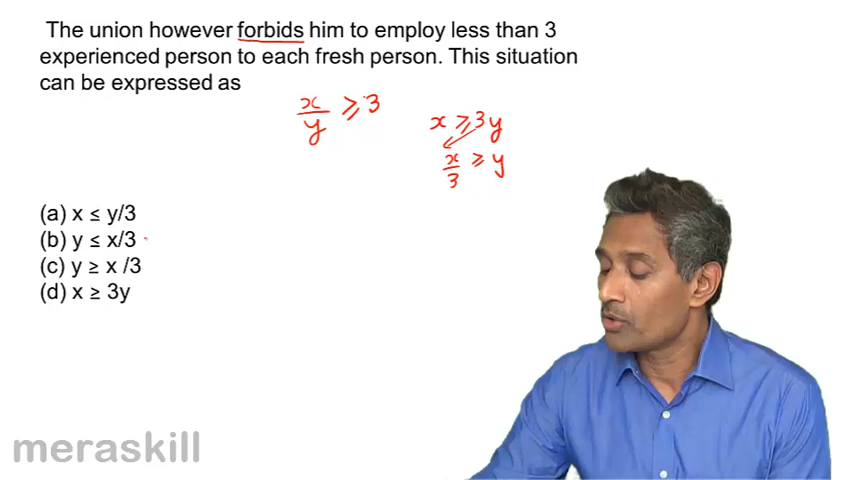 The union however forbids him to employ less than 3
experienced person to each fresh person. This situation
can be expressed as
x/y ≥ 3
x ≥ 3y
x/3 ≥ y
(a) x ≤ y/3
(b) y ≤ x/3
(c) y ≥ x /3
(d) x ≥ 3y
meraskill